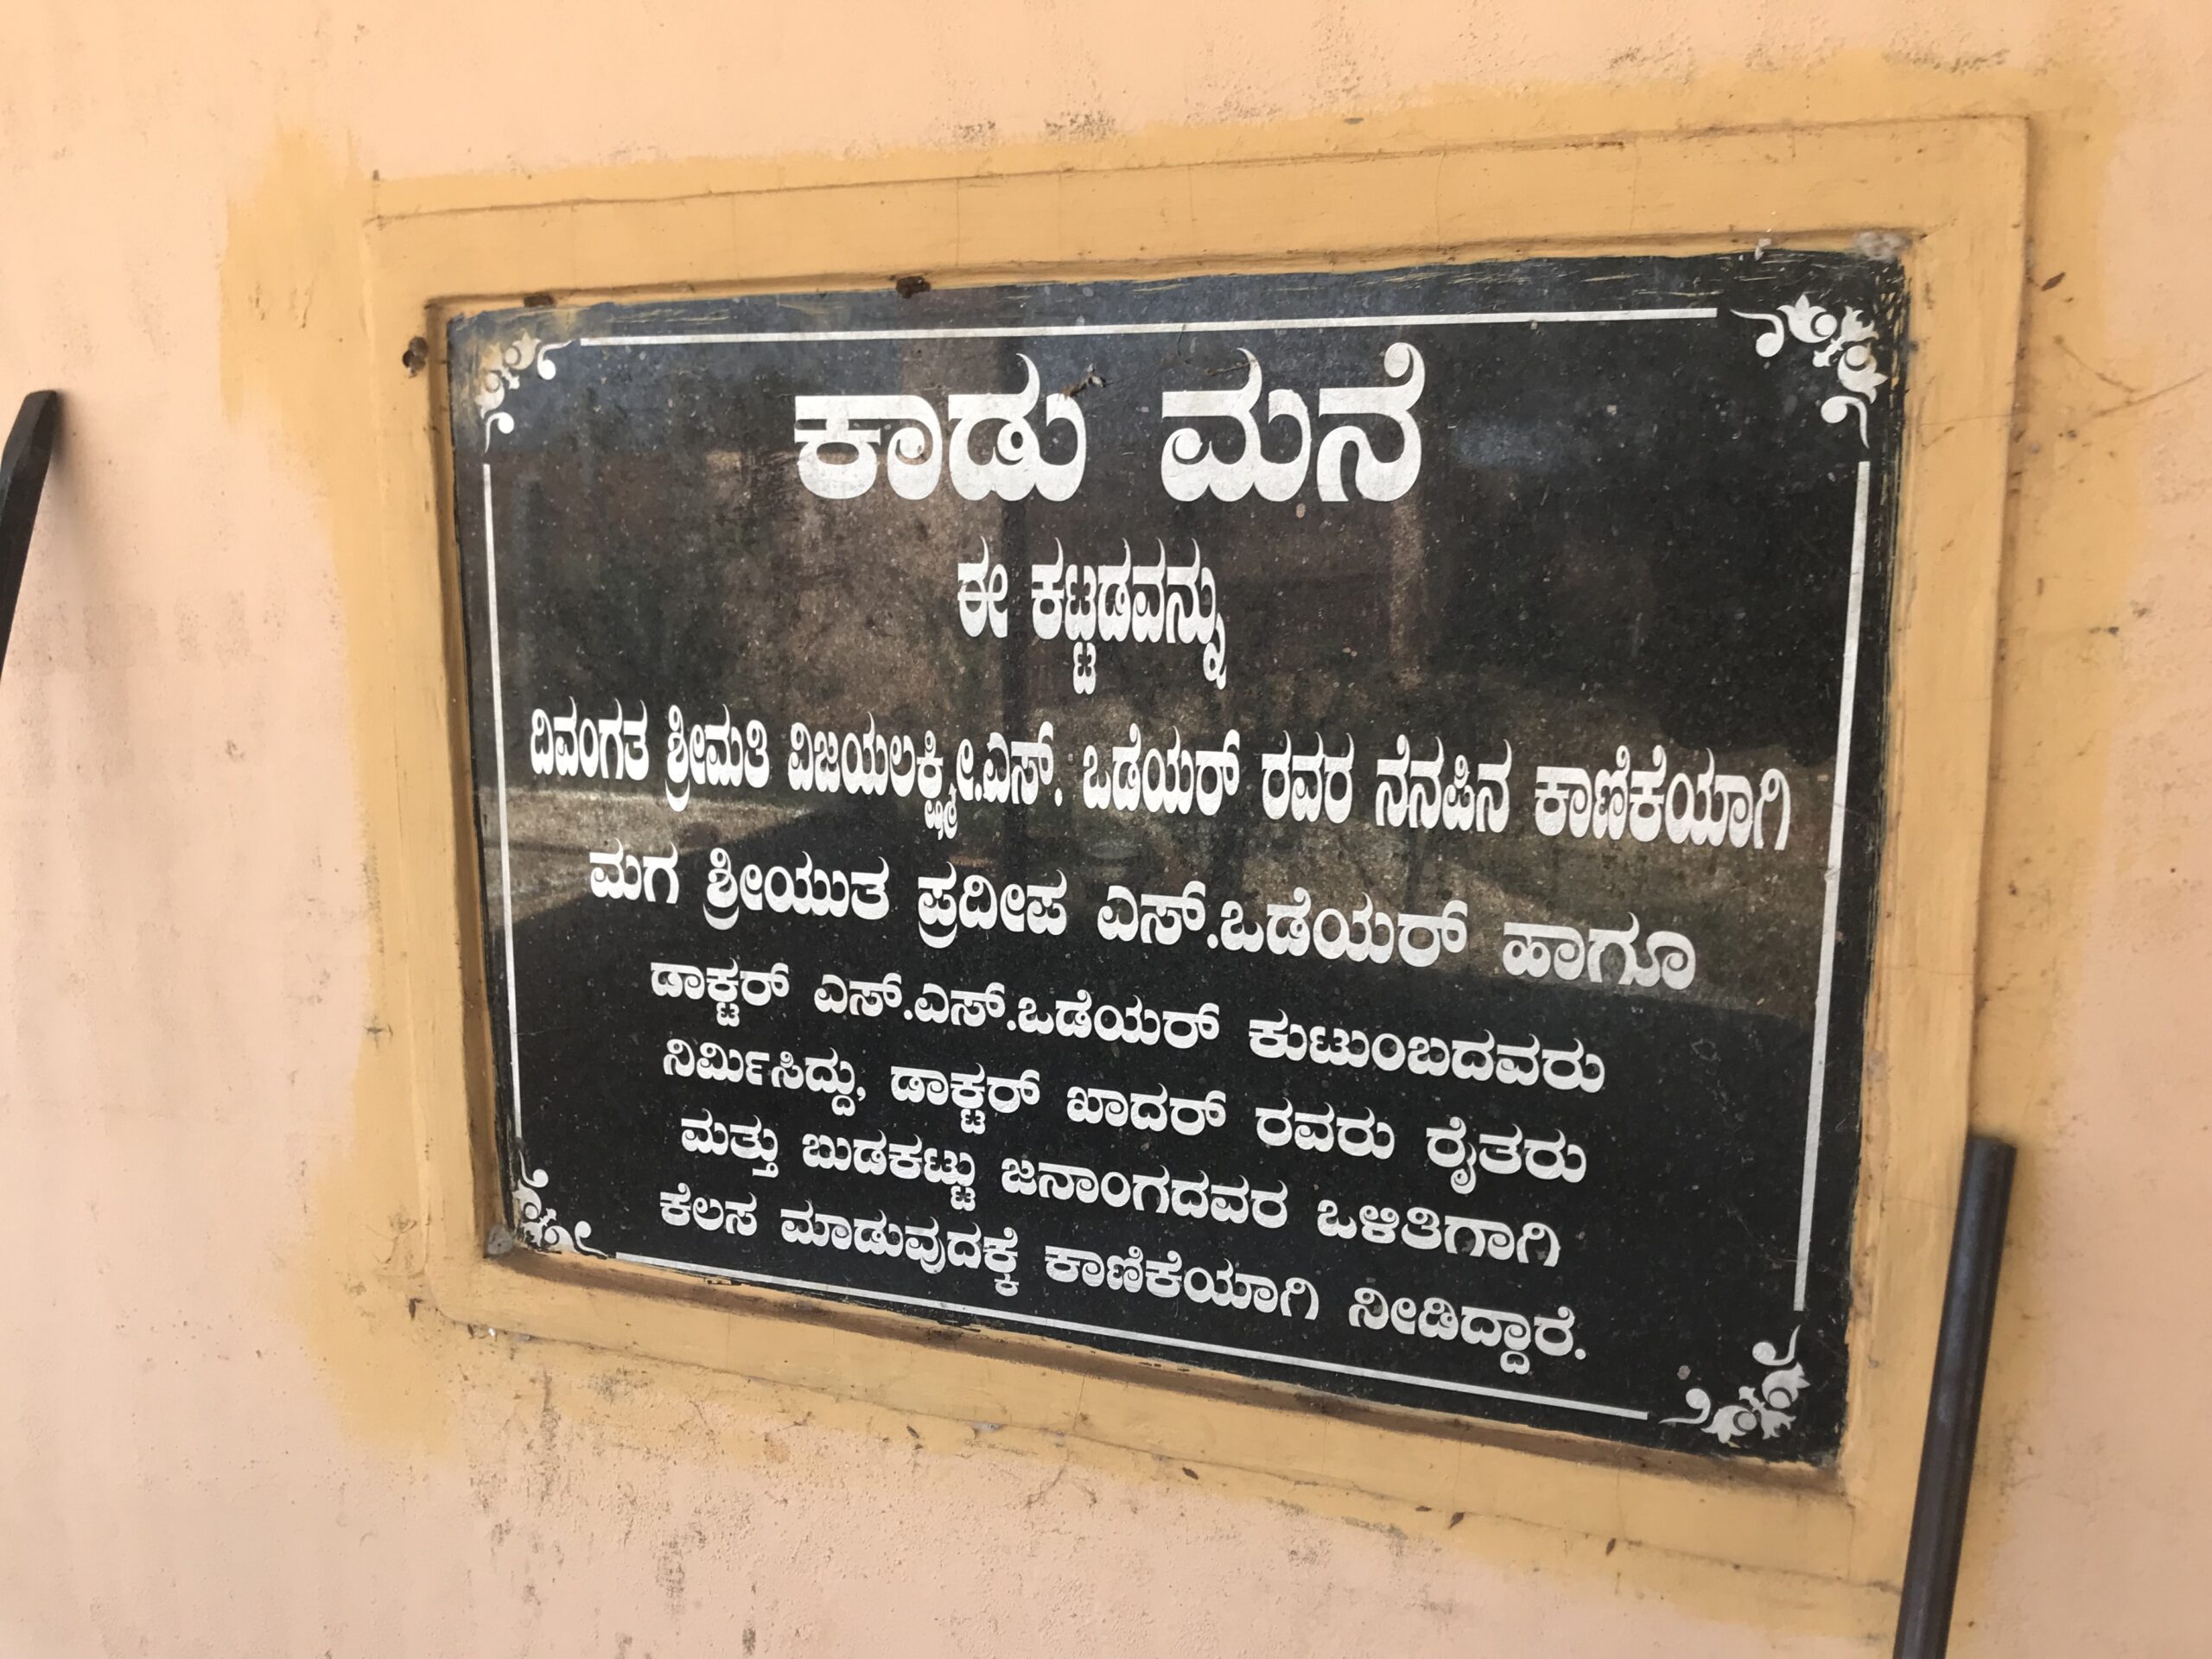 ಕಾಡು ಮನೆ
ಈ ಕಟ್ಟಡವನ್ನು
ದಿವಂಗತ ಶ್ರೀಮತಿ ವಿಜಯಲಕ್ಷ್ಮೀ.ಎಸ್. ಒಡೆಯರ್ ರವರ ನೆನಪಿನ ಕಾಣಿಕೆಯಾಗಿ
ಮಗ ಶ್ರೀಯುತ ಪ್ರದೀಪ ಎಸ್.ಒಡೆಯರ್ ಹಾಗೂ
ಡಾಕ್ಟರ್ ಎಸ್.ಎಸ್.ಒಡೆಯರ್ ಕುಟುಂಬದವರು
ನಿರ್ಮಿಸಿದ್ದು, ಡಾಕ್ಟರ್ ಖಾದರ್ ರವರು ರೈತರು
ಮತ್ತು ಬುಡಕಟ್ಟು ಜನಾಂಗದವರ ಒಳಿತಿಗಾಗಿ
ಕೆಲಸ ಮಾಡುವುದಕ್ಕೆ ಕಾಣಿಕೆಯಾಗಿ ನೀಡಿದ್ದಾರೆ.